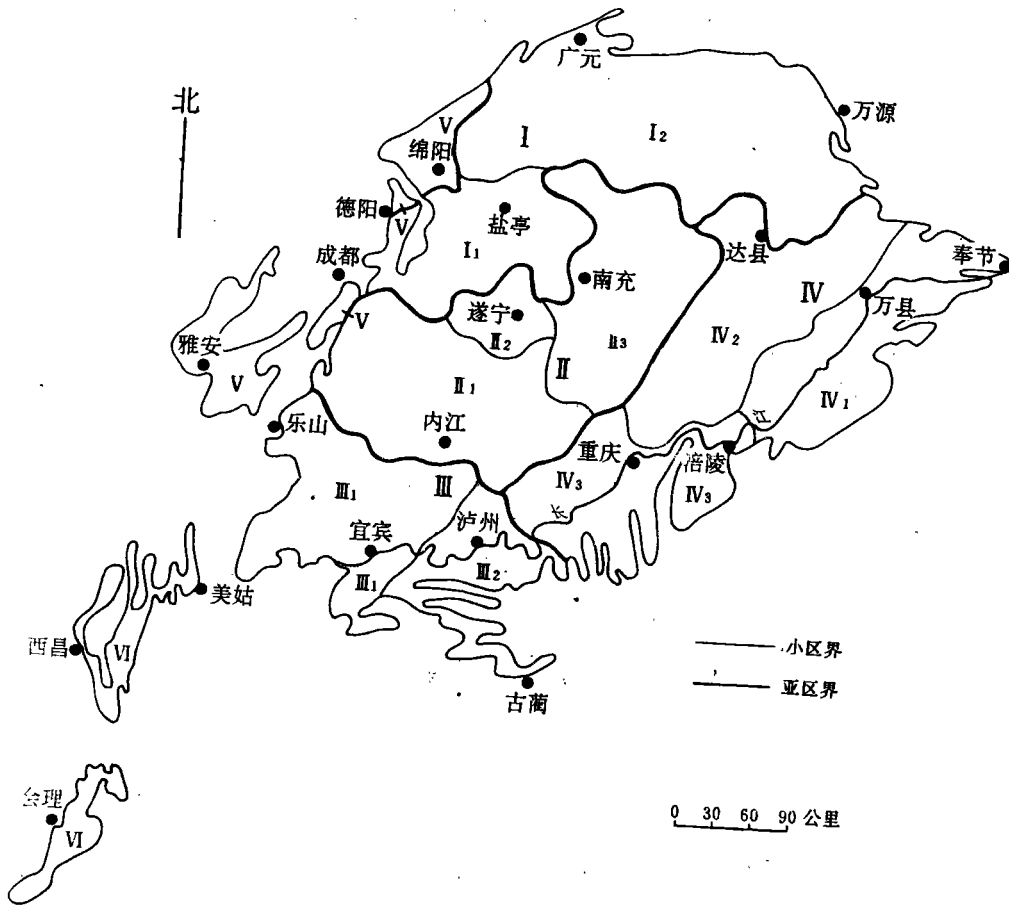 广元
北
万源
Ⅴ
Ⅰ
Ⅰ2
绵阳
德阳
Ⅴ
盐亭
Ⅰ1
达县
奉节
成都
南充
Ⅳ
万县
遂宁
Ⅱ2
Ⅴ
雅安
Ⅱ3
Ⅳ2
Ⅱ
Ⅴ
Ⅱ1
Ⅳ1
江
乐山
内江
重庆
涪陵
Ⅲ1
Ⅲ
Ⅳ3
Ⅳ3
长
泸州
宜宾
Ⅲ2
Ⅲ1
美姑
西昌
Ⅵ
小区界
亚区界
古蔺
会理
Ⅵ
0 30 60 90 公里